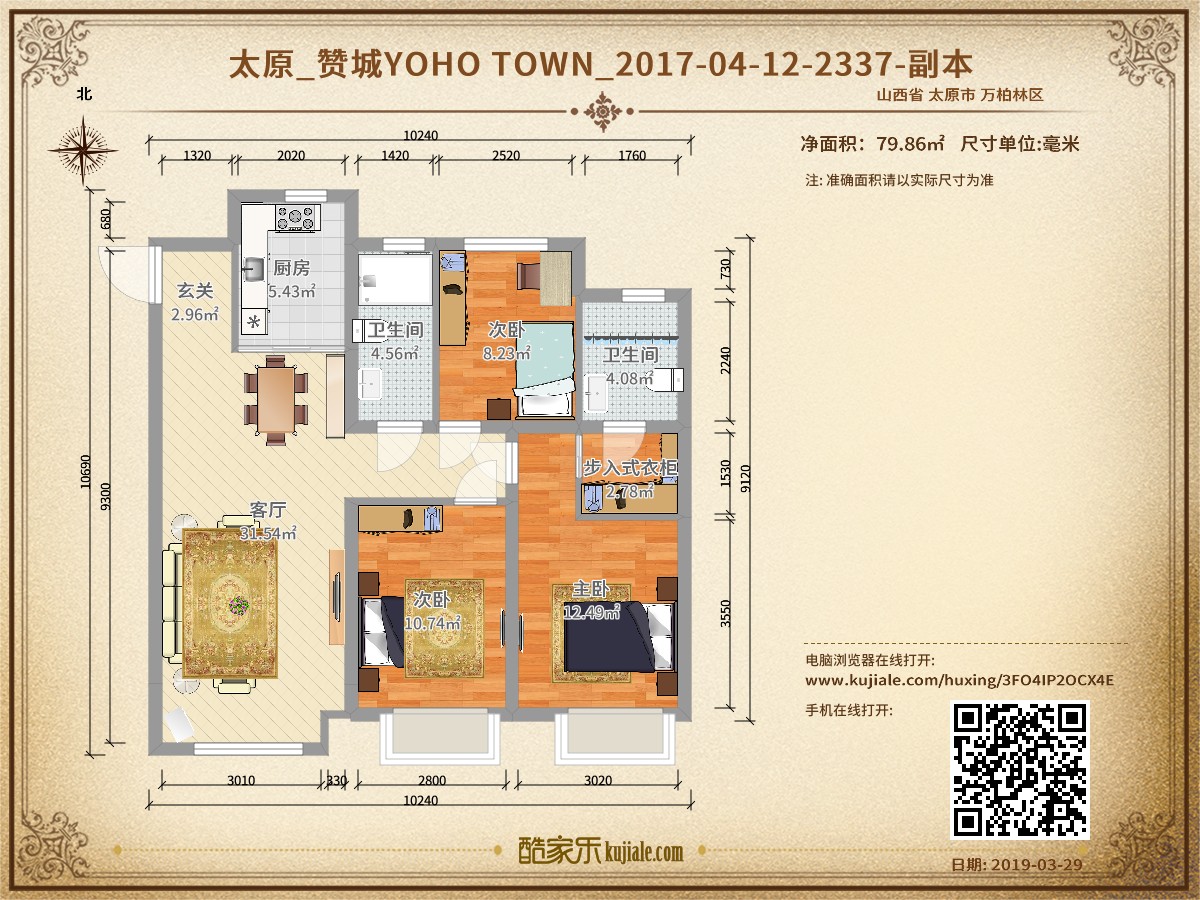 太原_赞城YOHO TOWN_2017-04-12-2337-副本
山西省 太原市 万柏林区
北
净面积：79.86㎡ 尺寸单位:毫米
注: 准确面积请以实际尺寸为准
10240
1320
2020
1420
2520
1760
680
10690
9300
730
2240
1530
9120
3550
厨房
5.43㎡
玄关
2.96㎡
卫生间
4.56㎡
次卧
8.23㎡
卫生间
4.08㎡
步入式衣柜
2.78㎡
客厅
31.54㎡
次卧
10.74㎡
主卧
12.49㎡
3010
330
2800
3020
10240
电脑浏览器在线打开:
www.kujiale.com/huxing/3FO4IP2OCX4E
手机在线打开:
酷家乐kujiale.com
日期: 2019-03-29